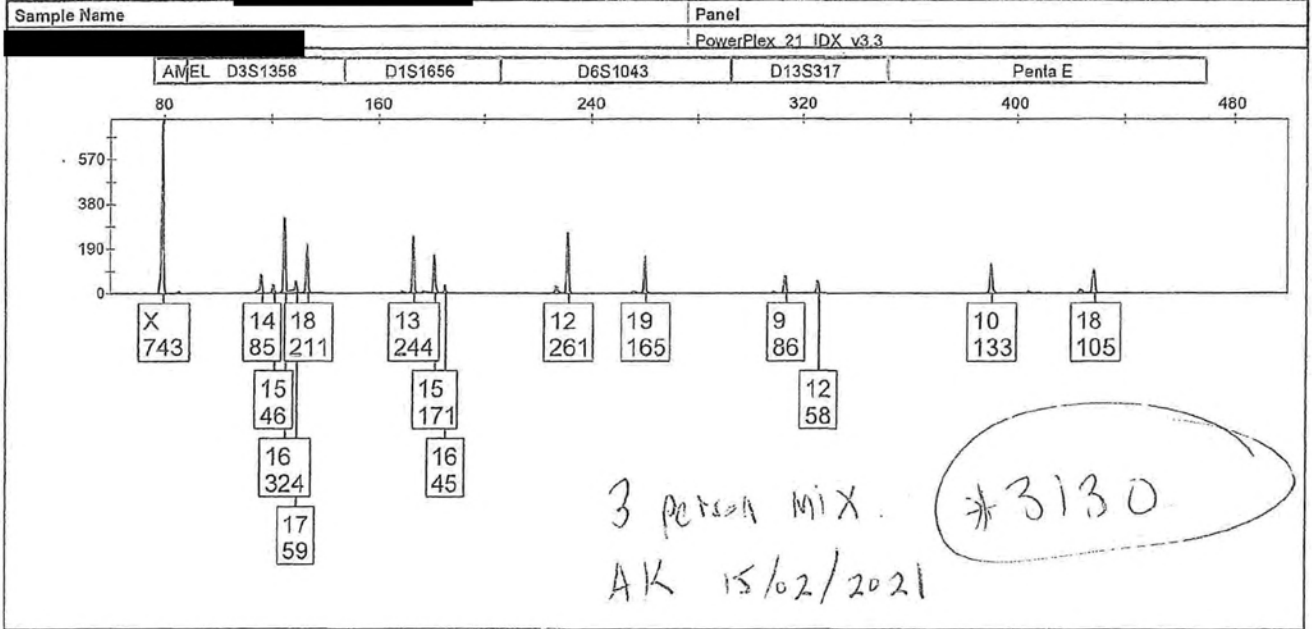 Sample Name Panel
PowerPlex_21_IDX_v3.3
AMEL D3S1358 D1S1656 D6S1043 D13S317 Penta E
80 160 240 320 400 480
570
380
190
0
X 14 18 13 12 19 9 10 18
743 85 211 244 261 165 86 133 105
15 15 12
46 171 58
16 16
324 45
17
59
3 person mix. *3130
AK 15/02/2021